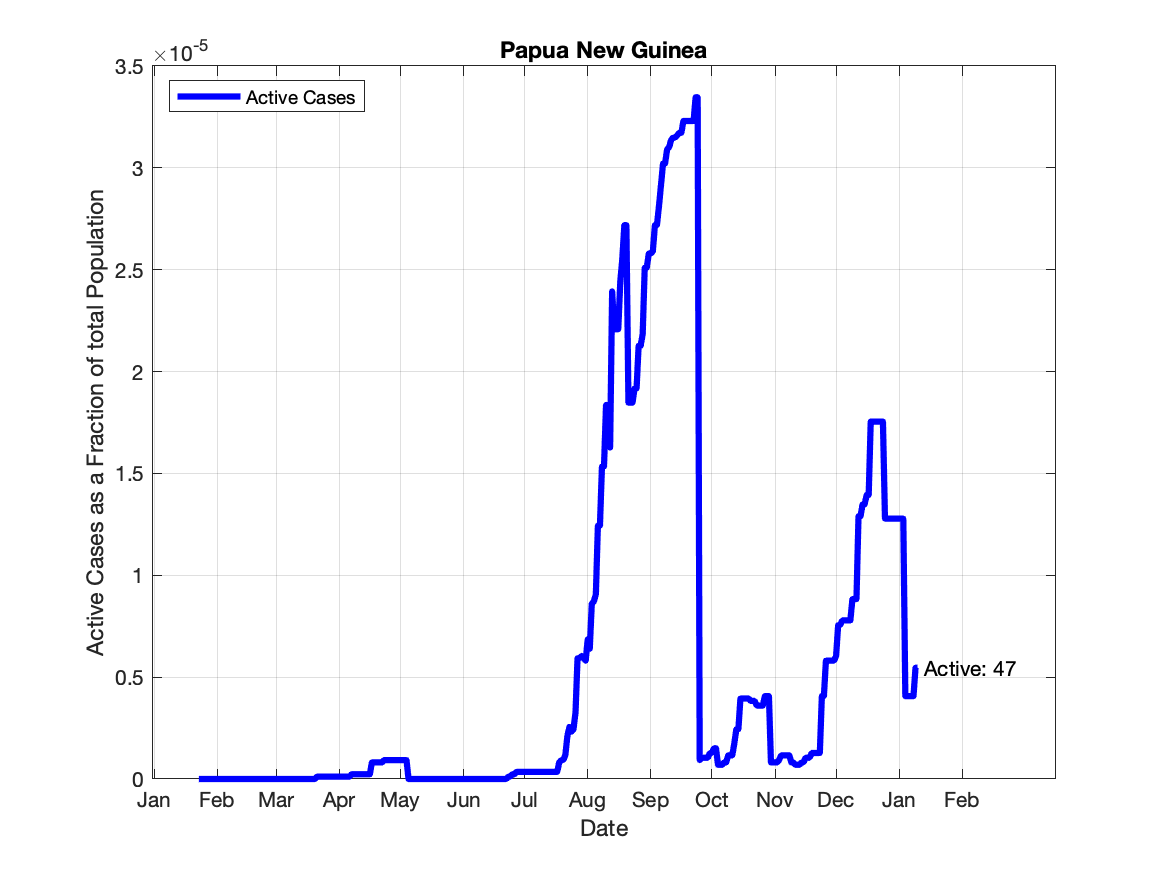 Papua New Guinea
×10^-5
Active Cases
3.5
3
2.5
2
1.5
1
0.5
0
Active Cases as a Fraction of total Population
Active: 47
Jan Feb Mar Apr May Jun Jul Aug Sep Oct Nov Dec Jan Feb
Date